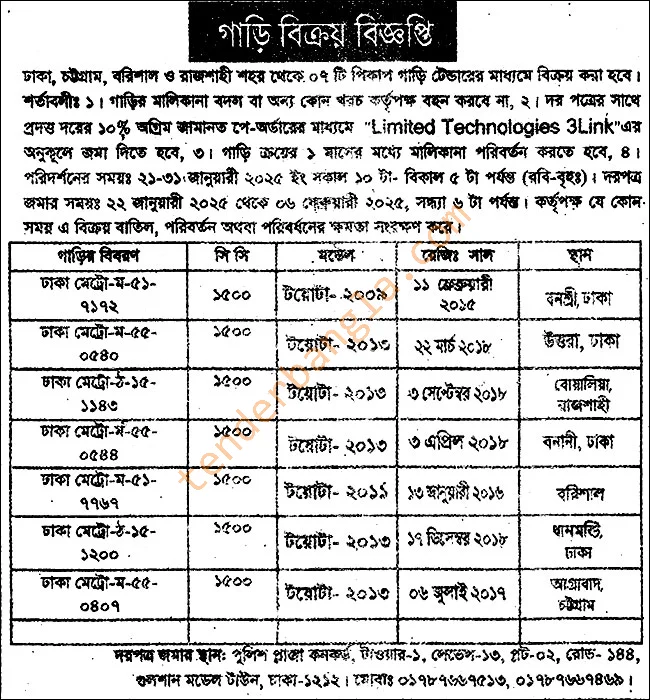 গাড়ি বিক্রয় বিজ্ঞপ্তি
ঢাকা, চট্টগ্রাম, বরিশাল ও রাজশাহী শহর থেকে ০৭ টি পিকাপ গাড়ি টেন্ডারের মাধ্যমে বিক্রয় করা হবে।
শর্তাবলীঃ ১। গাড়ির মালিকানা বদল বা অন্য কোন খরচ কর্তৃপক্ষ বহন করবে না, ২। দর পত্রের সাথে
প্রদত্ত দরের ১০% অগ্রিম জামানত পে-অর্ডারের মাধ্যমে "Limited Technologies 3Link"এর
অনুকূলে জমা দিতে হবে, ৩। গাড়ি ক্রয়ের ১ মাসের মধ্যে মালিকানা পরিবর্তন করতে হবে, ৪।
পরিদর্শনের সময়ঃ ২১-৩১ জানুয়ারী ২০২৫ ইং সকাল ১০ টা- বিকাল ৫ টা পর্যন্ত (রবি-বৃহঃ)। দরপত্র
জমার সময়ঃ ২২ জানুয়ারী ২০২৫ থেকে ০৬ ফেব্রুয়ারী ২০২৫, সন্ধ্যা ৬ টা পর্যন্ত। কর্তৃপক্ষ যে কোন
সময় এ বিক্রয় বাতিল, পরিবর্তন অথবা পরিবর্ধনের ক্ষমতা সংরক্ষণ করে।
গাড়ির বিবরণ সি সি মডেল রেজিঃ সাল স্থান
ঢাকা মেট্রো-ম-৫১-৭১৭২ ১৫০০ টয়োটা-২০০৯ ১১ ফেব্রুয়ারী ২০১৫ বনশ্রী, ঢাকা
ঢাকা মেট্রো-ম-৫৫-০৫৪০ ১৫০০ টয়োটা- ২০১৩ ২২ মার্চ ২০১৮ উত্তরা, ঢাকা
ঢাকা মেট্রো-ঠ-১৫-১১৪৩ ১৫০০ টয়োটা- ২০১৩ ৩ সেপ্টেম্বর ২০১৮ বোয়ালিয়া, রাজশাহী
ঢাকা মেট্রো-ম-৫৫-০৫৪৪ ১৫০০ টয়োটা- ২০১৩ ৩ এপ্রিল ২০১৮ বনানী, ঢাকা
ঢাকা মেট্রো-ম-৫১-৭৭৬৭ ১৫০০ টয়োটা- ১৩ জানুয়ারী ২০১৬ বরিশাল
ঢাকা মেট্রো-ঠ-১৫-১২০০ ১৫০০ টয়োটা- ২০১৩ ১৭ ডিসেম্বর ২০১৮ ধানমন্ডি, ঢাকা
ঢাকা মেট্রো-ম-৫৫-০৪০৭ ১৫০০ টয়োটা- ২০১৩ ০৬ জুলাই ২০১৭ আগ্রাবাদ, চট্টগ্রাম
দরপত্র জমার স্থানঃ পুলিশ প্লাজা কনকর্ড, টাওয়ার-১, লেভেল-১৩, প্লট-০২, রোড- ১৪৪,
গুলশান মডেল টাউন, ঢাকা-১২১২। মোবাঃ ০১৭৮৭৬৬৭৫১৩, ০১৭৮৭৬৬৭৪৬৯।
tenderbangla.com